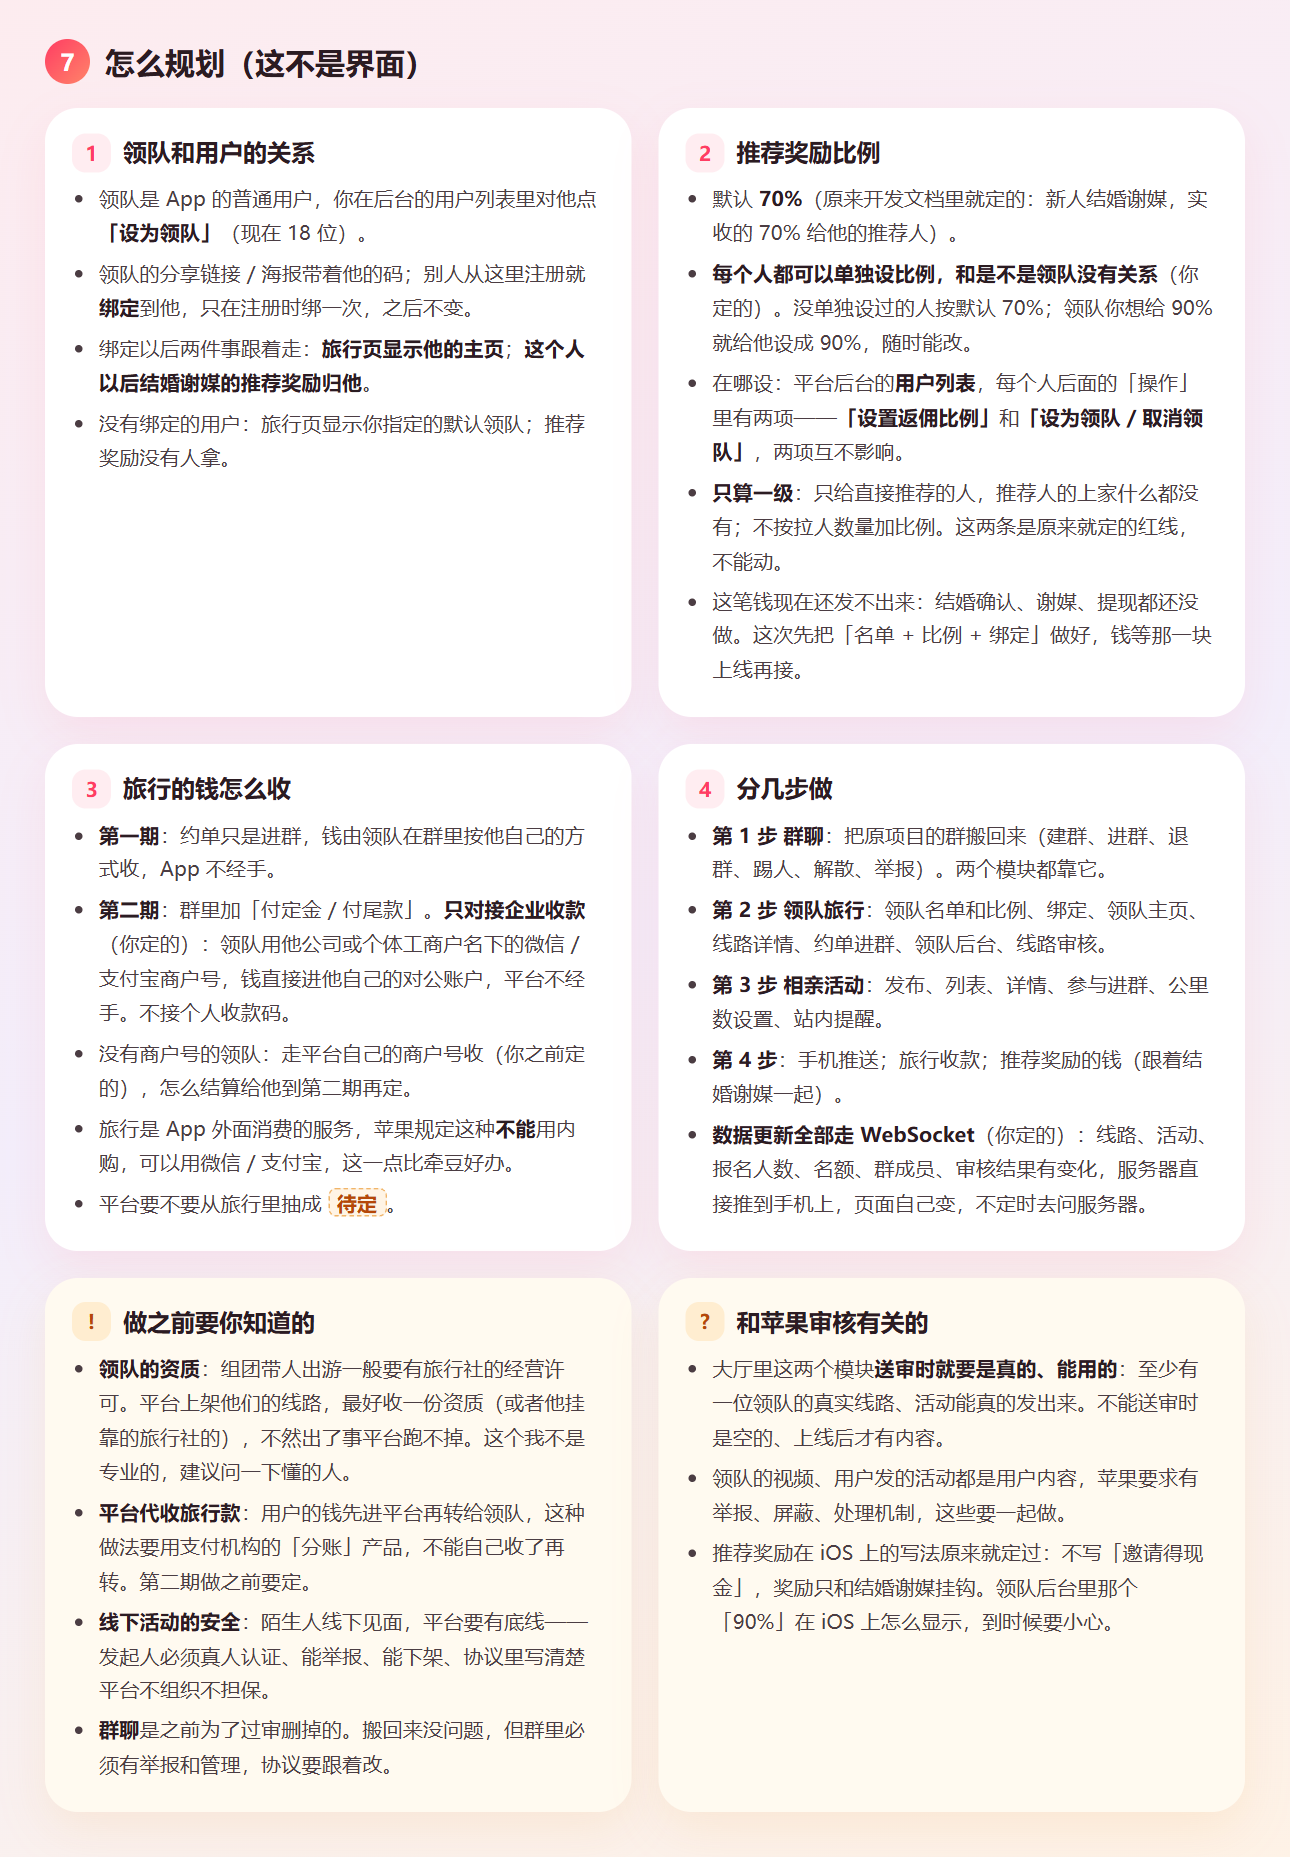 7 怎么规划（这不是界面）
1 领队和用户的关系
• 领队是 App 的普通用户，你在后台的用户列表里对他点
「设为领队」（现在 18 位）。
• 领队的分享链接 / 海报带着他的码；别人从这里注册就
绑定到他，只在注册时绑一次，之后不变。
• 绑定以后两件事跟着走：旅行页显示他的主页；这个人
以后结婚谢媒的推荐奖励归他。
• 没有绑定的用户：旅行页显示你指定的默认领队；推荐
奖励没有人拿。
2 推荐奖励比例
• 默认 70%（原来开发文档里就定的：新人结婚谢媒，实
收的 70% 给他的推荐人）。
• 每个人都可以单独设比例，和是不是领队没有关系（你
定的）。没单独设过的人按默认 70%；领队你想给 90%
就给他设成 90%，随时能改。
• 在哪设：平台后台的用户列表，每个人后面的「操作」
里有两项——「设置返佣比例」和「设为领队 / 取消领
队」，两项互不影响。
• 只算一级：只给直接推荐的人，推荐人的上家什么都没
有；不按拉人数量加比例。这两条是原来就定的红线，
不能动。
• 这笔钱现在还发不出来：结婚确认、谢媒、提现都还没
做。这次先把「名单 + 比例 + 绑定」做好，钱等那一块
上线再接。
3 旅行的钱怎么收
• 第一期：约单只是进群，钱由领队在群里按他自己的方
式收，App 不经手。
• 第二期：群里加「付定金 / 付尾款」。只对接企业收款
（你定的）：领队用他公司或个体工商户名下的微信 /
支付宝商户号，钱直接进他自己的对公账户，平台不经
手。不接个人收款码。
• 没有商户号的领队：走平台自己的商户号收（你之前定
的），怎么结算给他到第二期再定。
• 旅行是 App 外面消费的服务，苹果规定这种不能用内
购，可以用微信 / 支付宝，这一点比牵豆好办。
• 平台要不要从旅行里抽成 待定。
4 分几步做
• 第 1 步 群聊：把原项目的群搬回来（建群、进群、退
群、踢人、解散、举报）。两个模块都靠它。
• 第 2 步 领队旅行：领队名单和比例、绑定、领队主页、
线路详情、约单进群、领队后台、线路审核。
• 第 3 步 相亲活动：发布、列表、详情、参与进群、公里
数设置、站内提醒。
• 第 4 步：手机推送；旅行收款；推荐奖励的钱（跟着结
婚谢媒一起）。
• 数据更新全部走 WebSocket（你定的）：线路、活动、
报名人数、名额、群成员、审核结果有变化，服务器直
接推到手机上，页面自己变，不定时去问服务器。
! 做之前要你知道的
• 领队的资质：组团带人出游一般要有旅行社的经营许
可。平台上架他们的线路，最好收一份资质（或者他挂
靠的旅行社的），不然出了事平台跑不掉。这个我不是
专业的，建议问一下懂的人。
• 平台代收旅行款：用户的钱先进平台再转给领队，这种
做法要用支付机构的「分账」产品，不能自己收了再
转。第二期做之前要定。
• 线下活动的安全：陌生人线下见面，平台要有底线——
发起人必须真人认证、能举报、能下架、协议里写清楚
平台不组织不担保。
• 群聊是之前为了过审删掉的。搬回来没问题，但群里必
须有举报和管理，协议要跟着改。
? 和苹果审核有关的
• 大厅里这两个模块送审时就要是真的、能用的：至少有
一位领队的真实线路、活动能真的发出来。不能送审时
是空的、上线后才有内容。
• 领队的视频、用户发的活动都是用户内容，苹果要求有
举报、屏蔽、处理机制，这些要一起做。
• 推荐奖励在 iOS 上的写法原来就定过：不写「邀请得现
金」，奖励只和结婚谢媒挂钩。领队后台里那个
「90%」在 iOS 上怎么显示，到时候要小心。